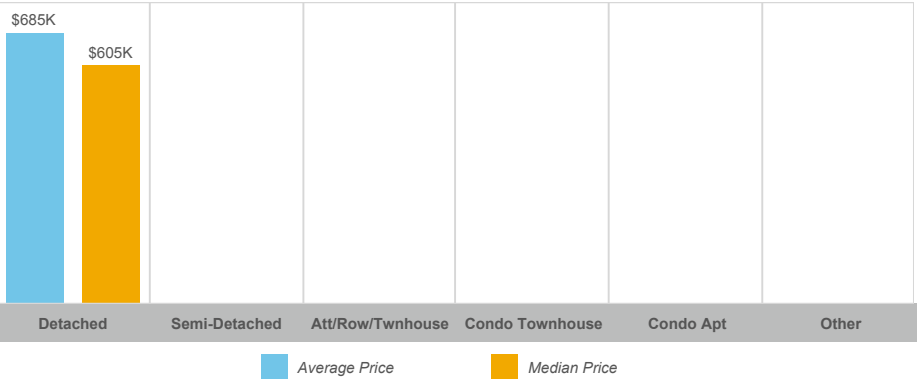 $685K
$605K
Detached Semi-Detached Att/Row/Twnhouse Condo Townhouse Condo Apt Other
Average Price Median Price